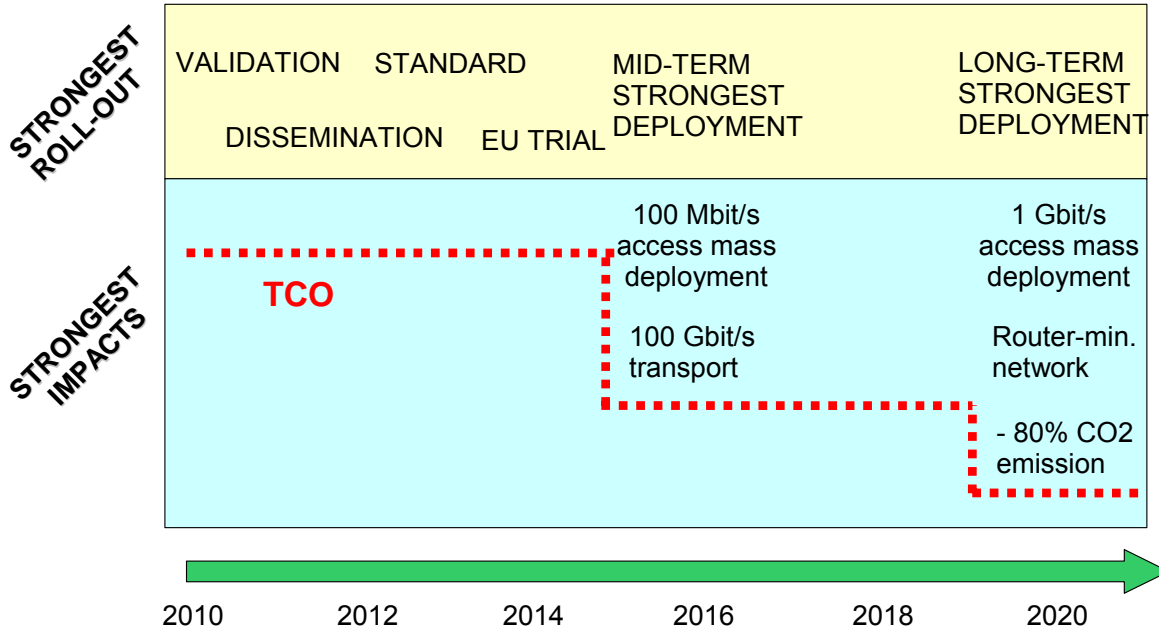 STRONGEST
ROLL-OUT
VALIDATION
STANDARD
DISSEMINATION
EU TRIAL
MID-TERM
STRONGEST
DEPLOYMENT
LONG-TERM
STRONGEST
DEPLOYMENT
STRONGEST
IMPACTS
TCO
100 Mbit/s
access mass
deployment
100 Gbit/s
transport
1 Gbit/s
access mass
deployment
Router-min.
network
- 80% CO2
emission
2010
2012
2014
2016
2018
2020